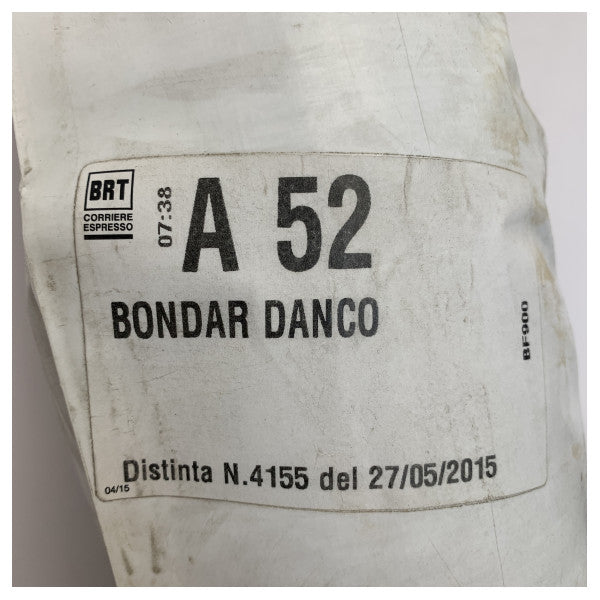 BRT
CORRIERE
ESPRESSO
07:38
A 52
BONDAR DANCO
BF900
Distinta N.4155 del 27/05/2015
04/15